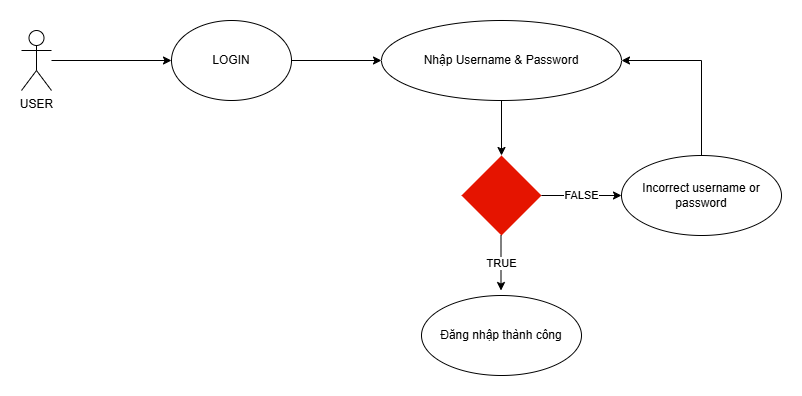 USER
LOGIN
Nhập Username & Password
FALSE
Incorrect username or
password
TRUE
Đăng nhập thành công